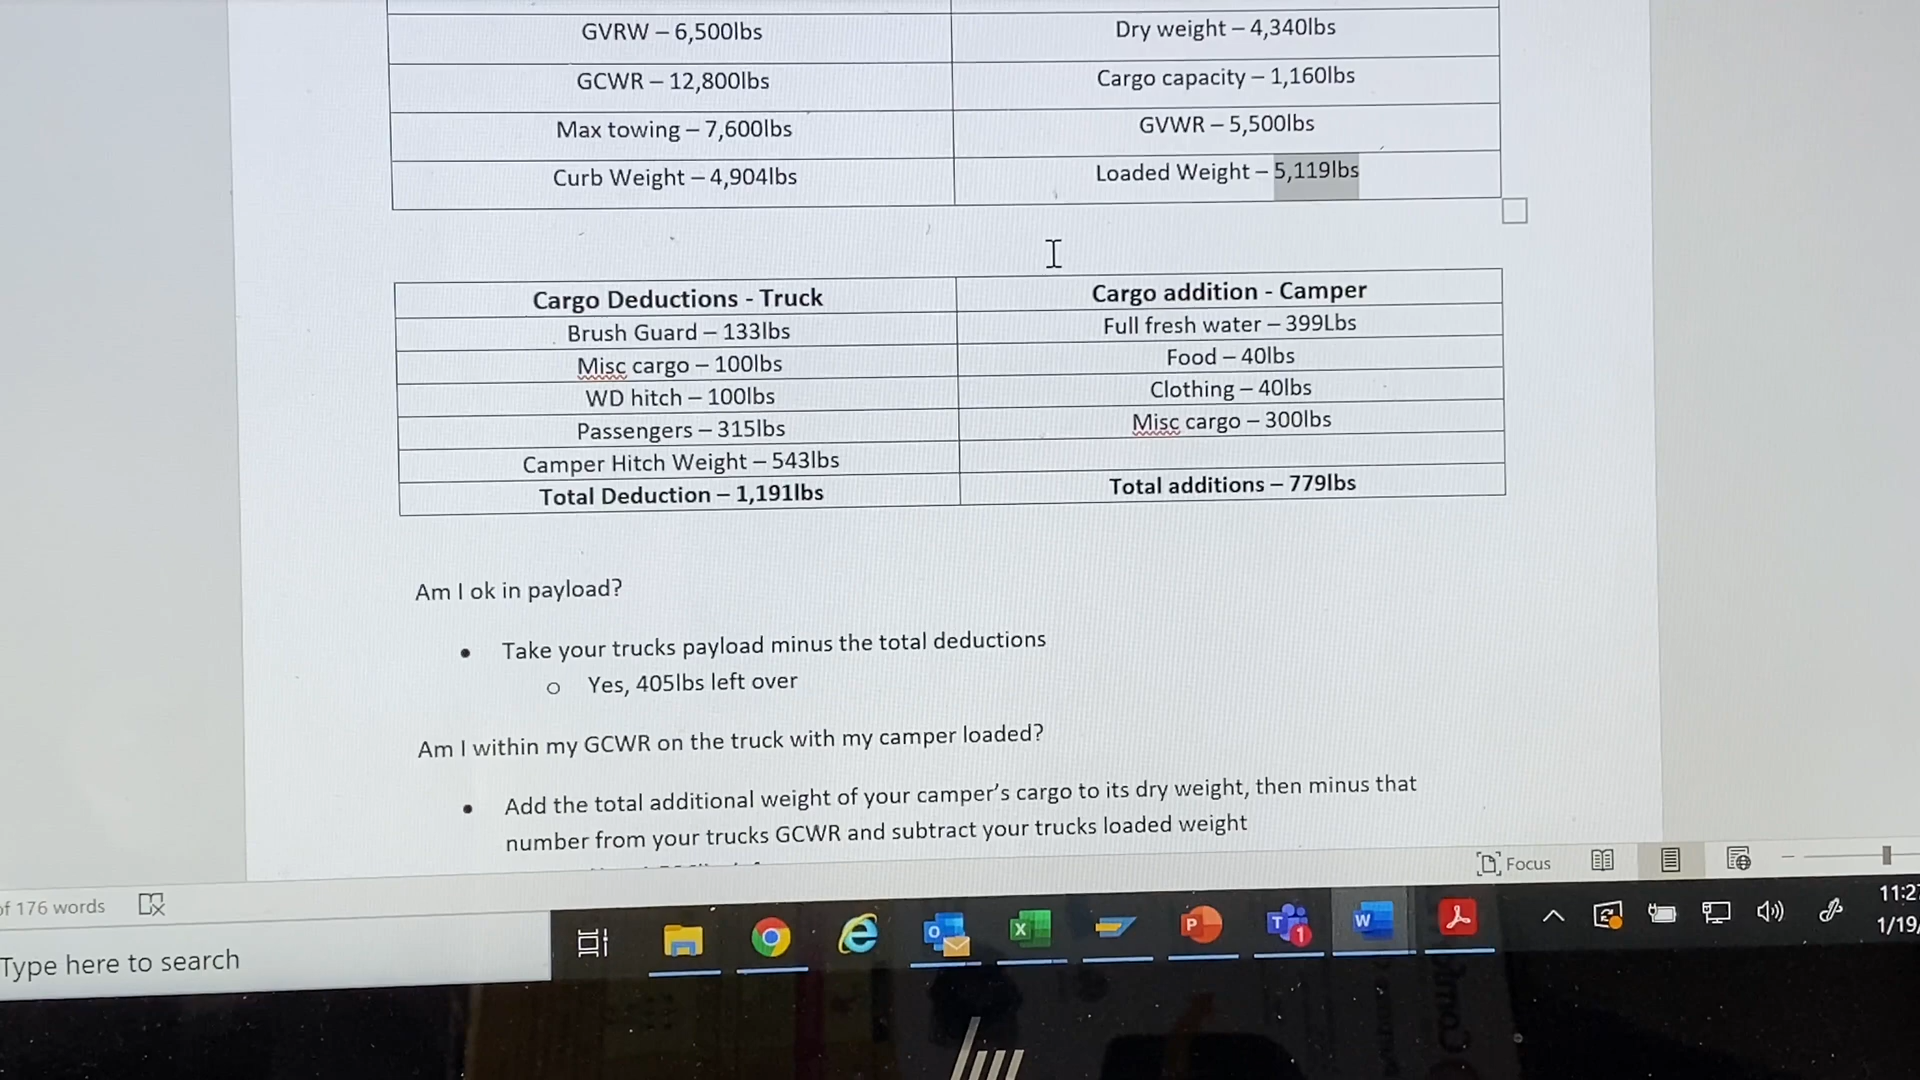 GVRW – 6,500lbs
Dry weight – 4,340lbs
GCWR – 12,800lbs
Cargo capacity – 1,160lbs
Max towing – 7,600lbs
GVWR – 5,500lbs
Curb Weight – 4,904lbs
Loaded Weight – 5,119lbs
Cargo Deductions - Truck
Cargo addition - Camper
Brush Guard – 133lbs
Full fresh water – 399Lbs
Misc cargo – 100lbs
Food – 40lbs
WD hitch – 100lbs
Clothing – 40lbs
Passengers – 315lbs
Misc cargo – 300lbs
Camper Hitch Weight – 543lbs
Total Deduction – 1,191lbs
Total additions – 779lbs
Am I ok in payload?
• Take your trucks payload minus the total deductions
o Yes, 405lbs left over
Am I within my GCWR on the truck with my camper loaded?
• Add the total additional weight of your camper's cargo to its dry weight, then minus that
number from your trucks GCWR and subtract your trucks loaded weight
Focus
of 176 words
Type here to search
11:27
1/19/
hp